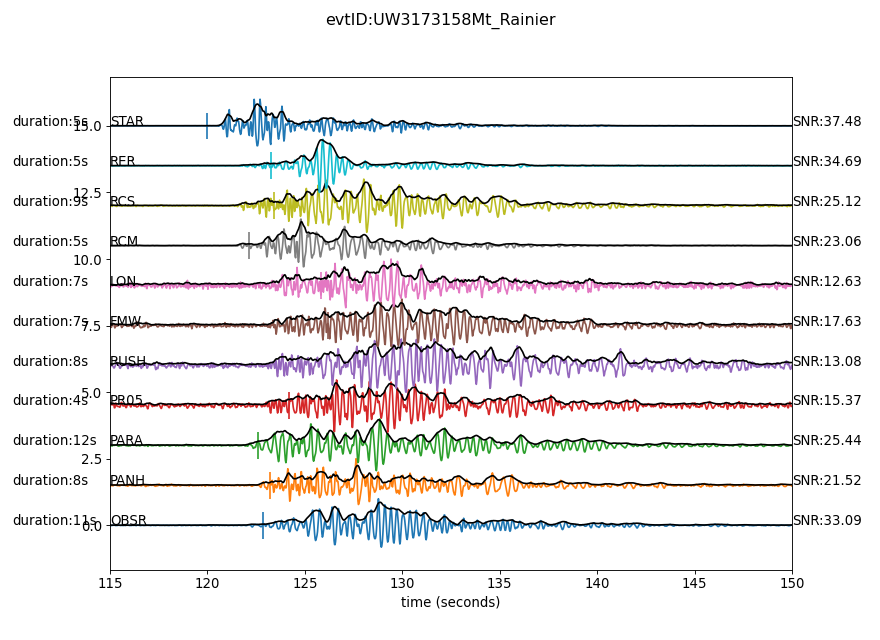 evtID:UW3173158Mt_Rainier
duration:5s 15.0 STAR SNR:37.48
duration:5s RER SNR:34.69
duration:9s 12.5 RCS SNR:25.12
duration:5s RCM SNR:23.06
10.0
duration:7s LON SNR:12.63
duration:7s 7.5 FMW SNR:17.63
duration:8s RUSH SNR:13.08
5.0
duration:4s PR05 SNR:15.37
duration:12s PARA SNR:25.44
2.5
duration:8s PANH SNR:21.52
duration:11s 0.0 OBSR SNR:33.09
115 120 125 130 135 140 145 150
time (seconds)